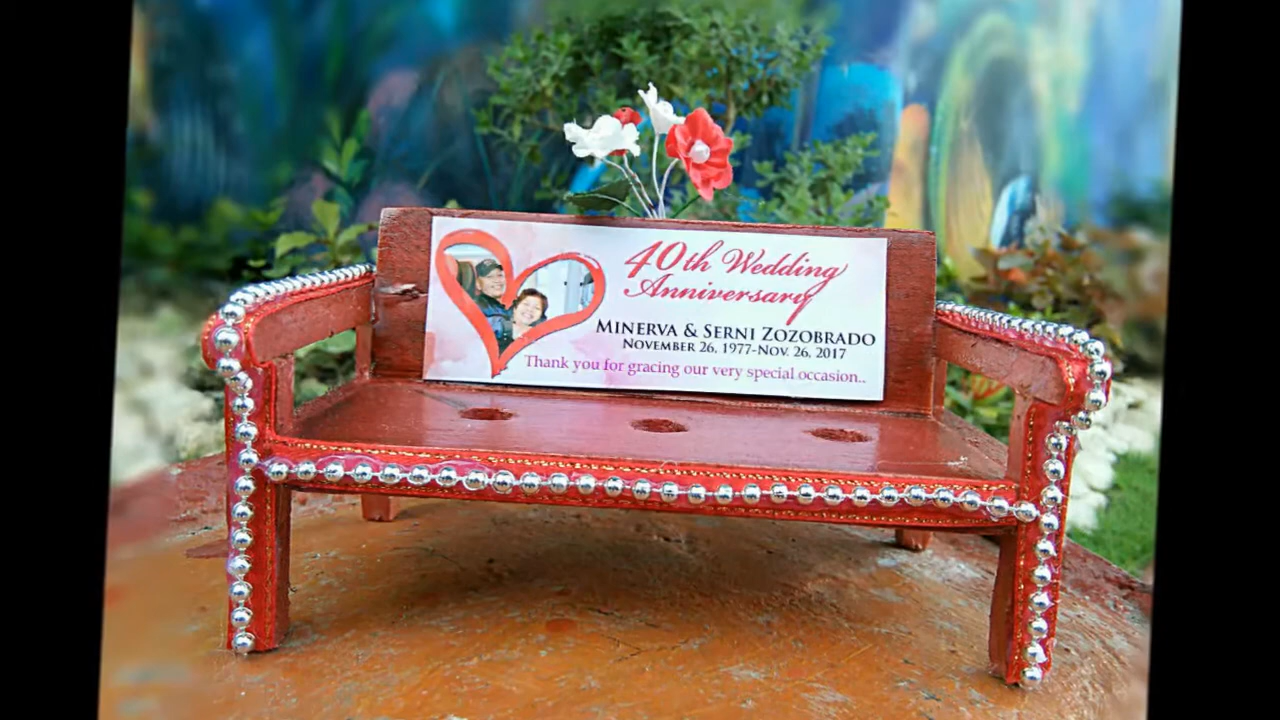 40th Wedding
Anniversary
MINERVA & SERNI ZOZOBRADO
NOVEMBER 26, 1977-NOV. 26, 2017
Thank you for gracing our very special occasion..